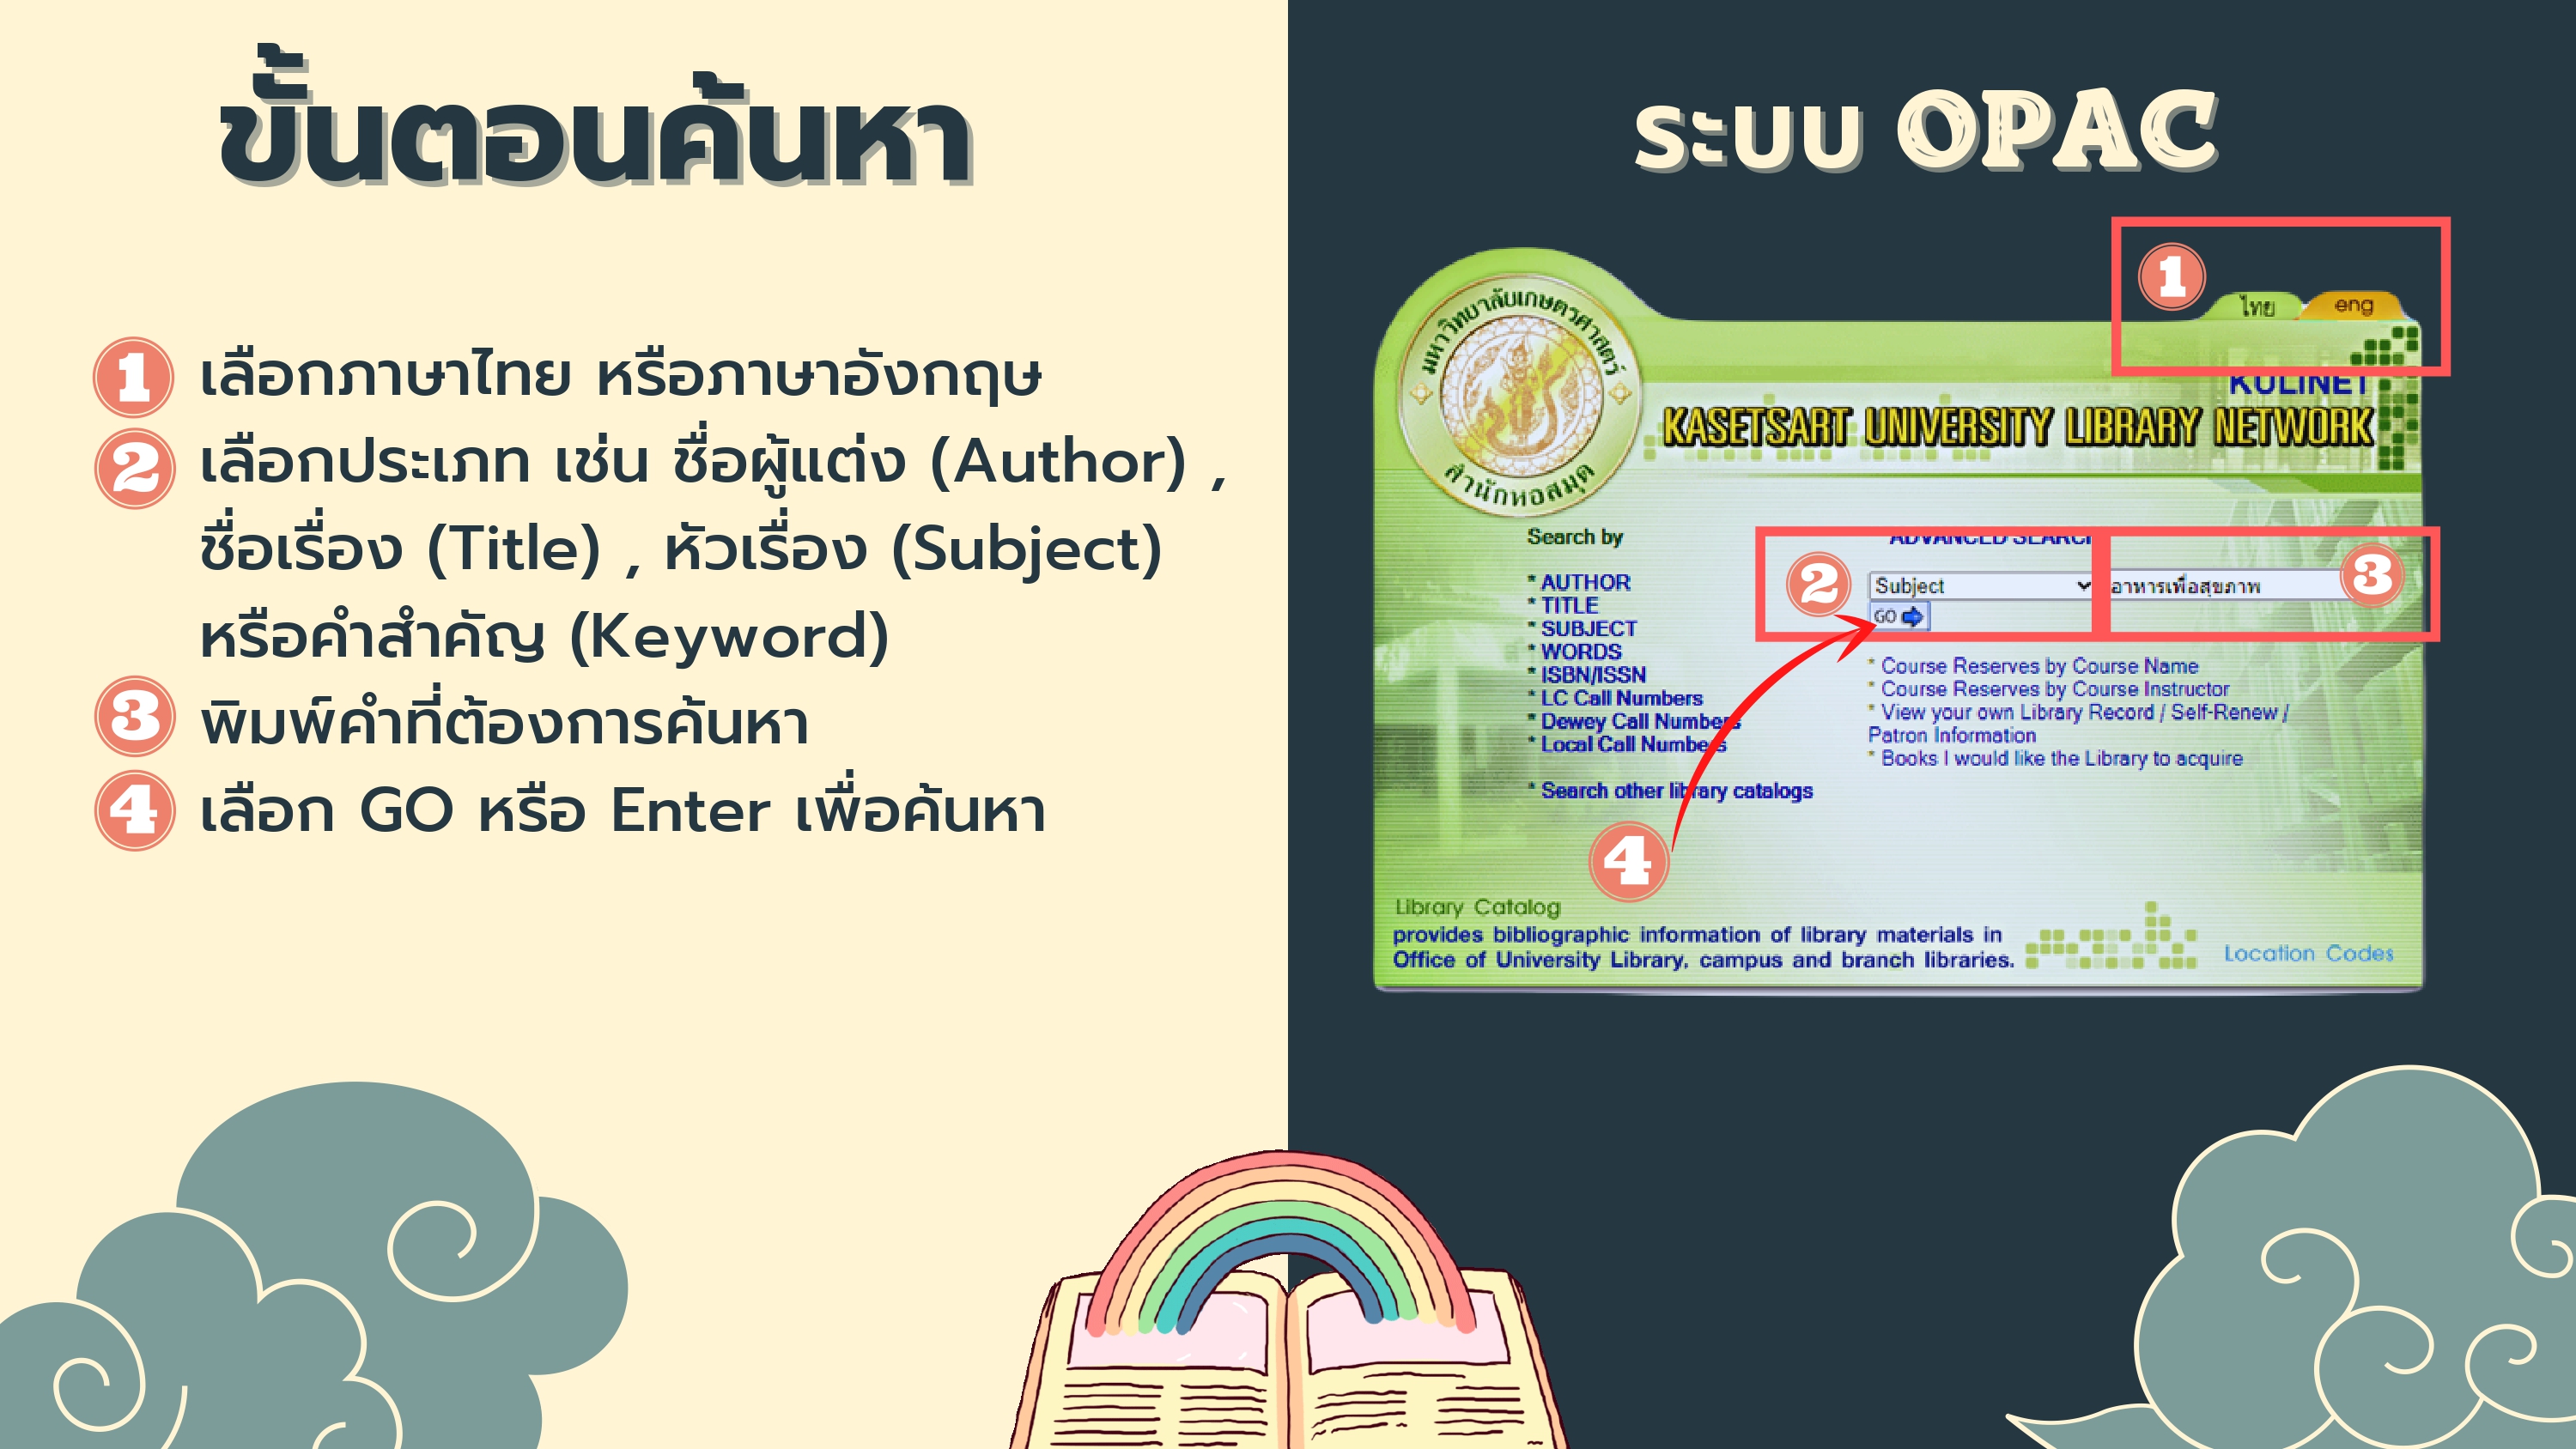 ขั้นตอนค้นหา
1 เลือกภาษาไทย หรือภาษาอังกฤษ
2 เลือกประเภท เช่น ชื่อผู้แต่ง (Author) ,
ชื่อเรื่อง (Title) , หัวเรื่อง (Subject)
หรือคำสำคัญ (Keyword)
3 พิมพ์คำที่ต้องการค้นหา
4 เลือก GO หรือ Enter เพื่อค้นหา
ระบบ OPAC
1
ไทย eng
มหาวิทยาลัยเกษตรศาสตร์
สำนักหอสมุด
KULINET
KASETSART UNIVERSITY LIBRARY NETWORK
Search by
* AUTHOR
* TITLE
* SUBJECT
* WORDS
* ISBN/ISSN
* LC Call Numbers
* Dewey Call Numbers
* Local Call Numbers
* Search other library catalogs
ADVANCED SEARCH
2 Subject อาหารเพื่อสุขภาพ 3
GO
* Course Reserves by Course Name
* Course Reserves by Course Instructor
* View your own Library Record / Self-Renew /
Patron Information
* Books I would like the Library to acquire
4
Library Catalog
provides bibliographic information of library materials in
Office of University Library, campus and branch libraries.
Location Codes